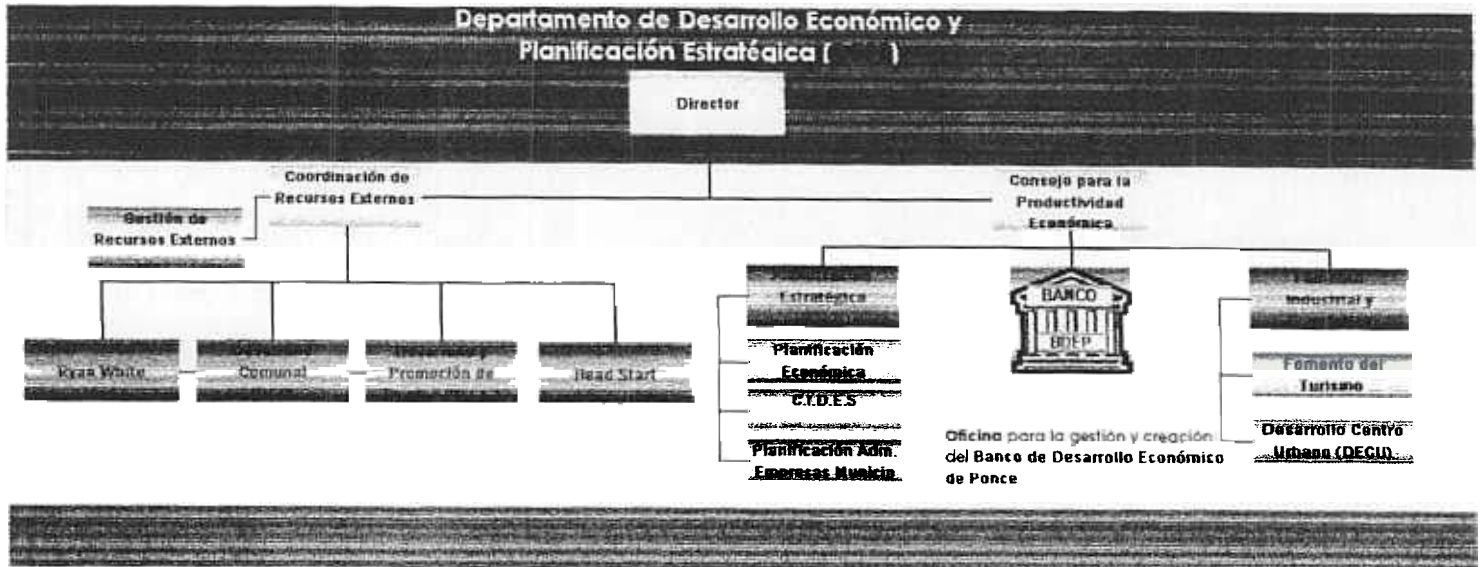 Departamento de Desarrollo Económico y
Planificación Estratégica ( )
Director
Coordinación de
Recursos Externos
Gestión de
Recursos Externos
Consejo para la
Productividad
Económica
Ryan White
Comunal
Promoción de
Head Start
Estratégica
Planificación
Económica
C.I.D.E.S
Planificación Adm.
Empresas Municip
BANCO
BDEP
Oficina para la gestión y creación
del Banco de Desarrollo Económico
de Ponce
Industrial y
Fomento del
Turismo
Desarrollo Centro
Urbano (DECU)